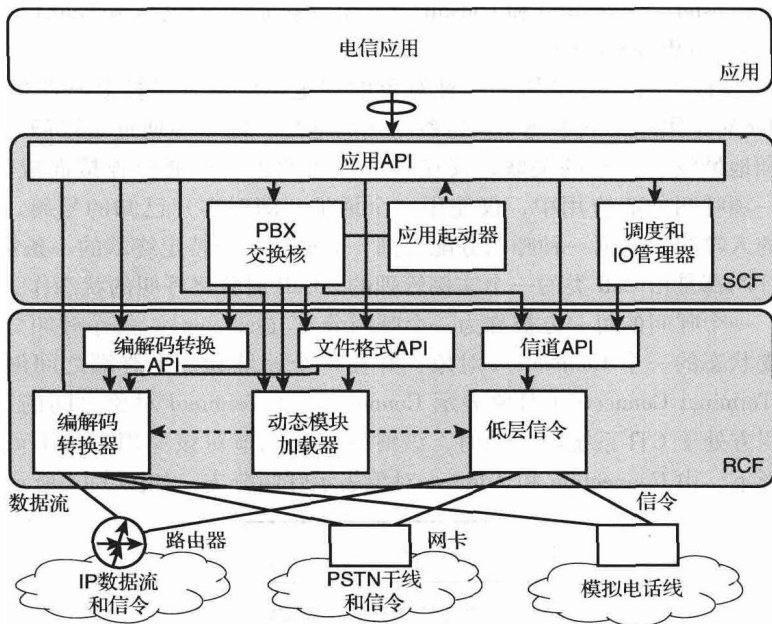 电信应用
应用
应用API
PBX
交换核
应用起动器
调度和
IO管理器
SCF
编解码转换
API
文件格式API
信道API
编解码
转换器
动态模块
加载器
低层信令
RCF
数据流
信令
路由器
网卡
IP数据流
和信令
PSTN干线
和信令
模拟电话线